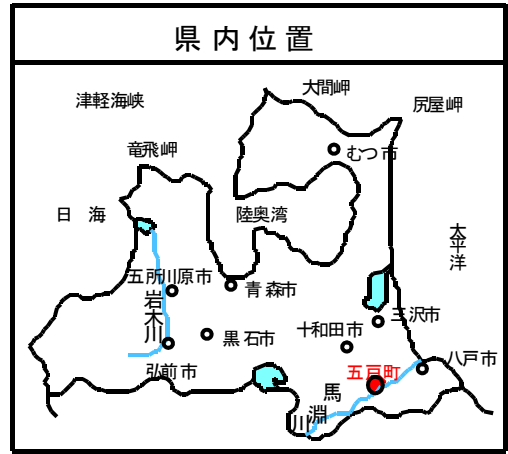 県内位置
大間岬
津軽海峡
尻屋岬
竜飛岬
むつ市
日　海
陸奥湾
太平洋
五所川原市
青森市
岩木川
三沢市
十和田市
黒石市
八戸市
弘前市
五戸町
馬淵川